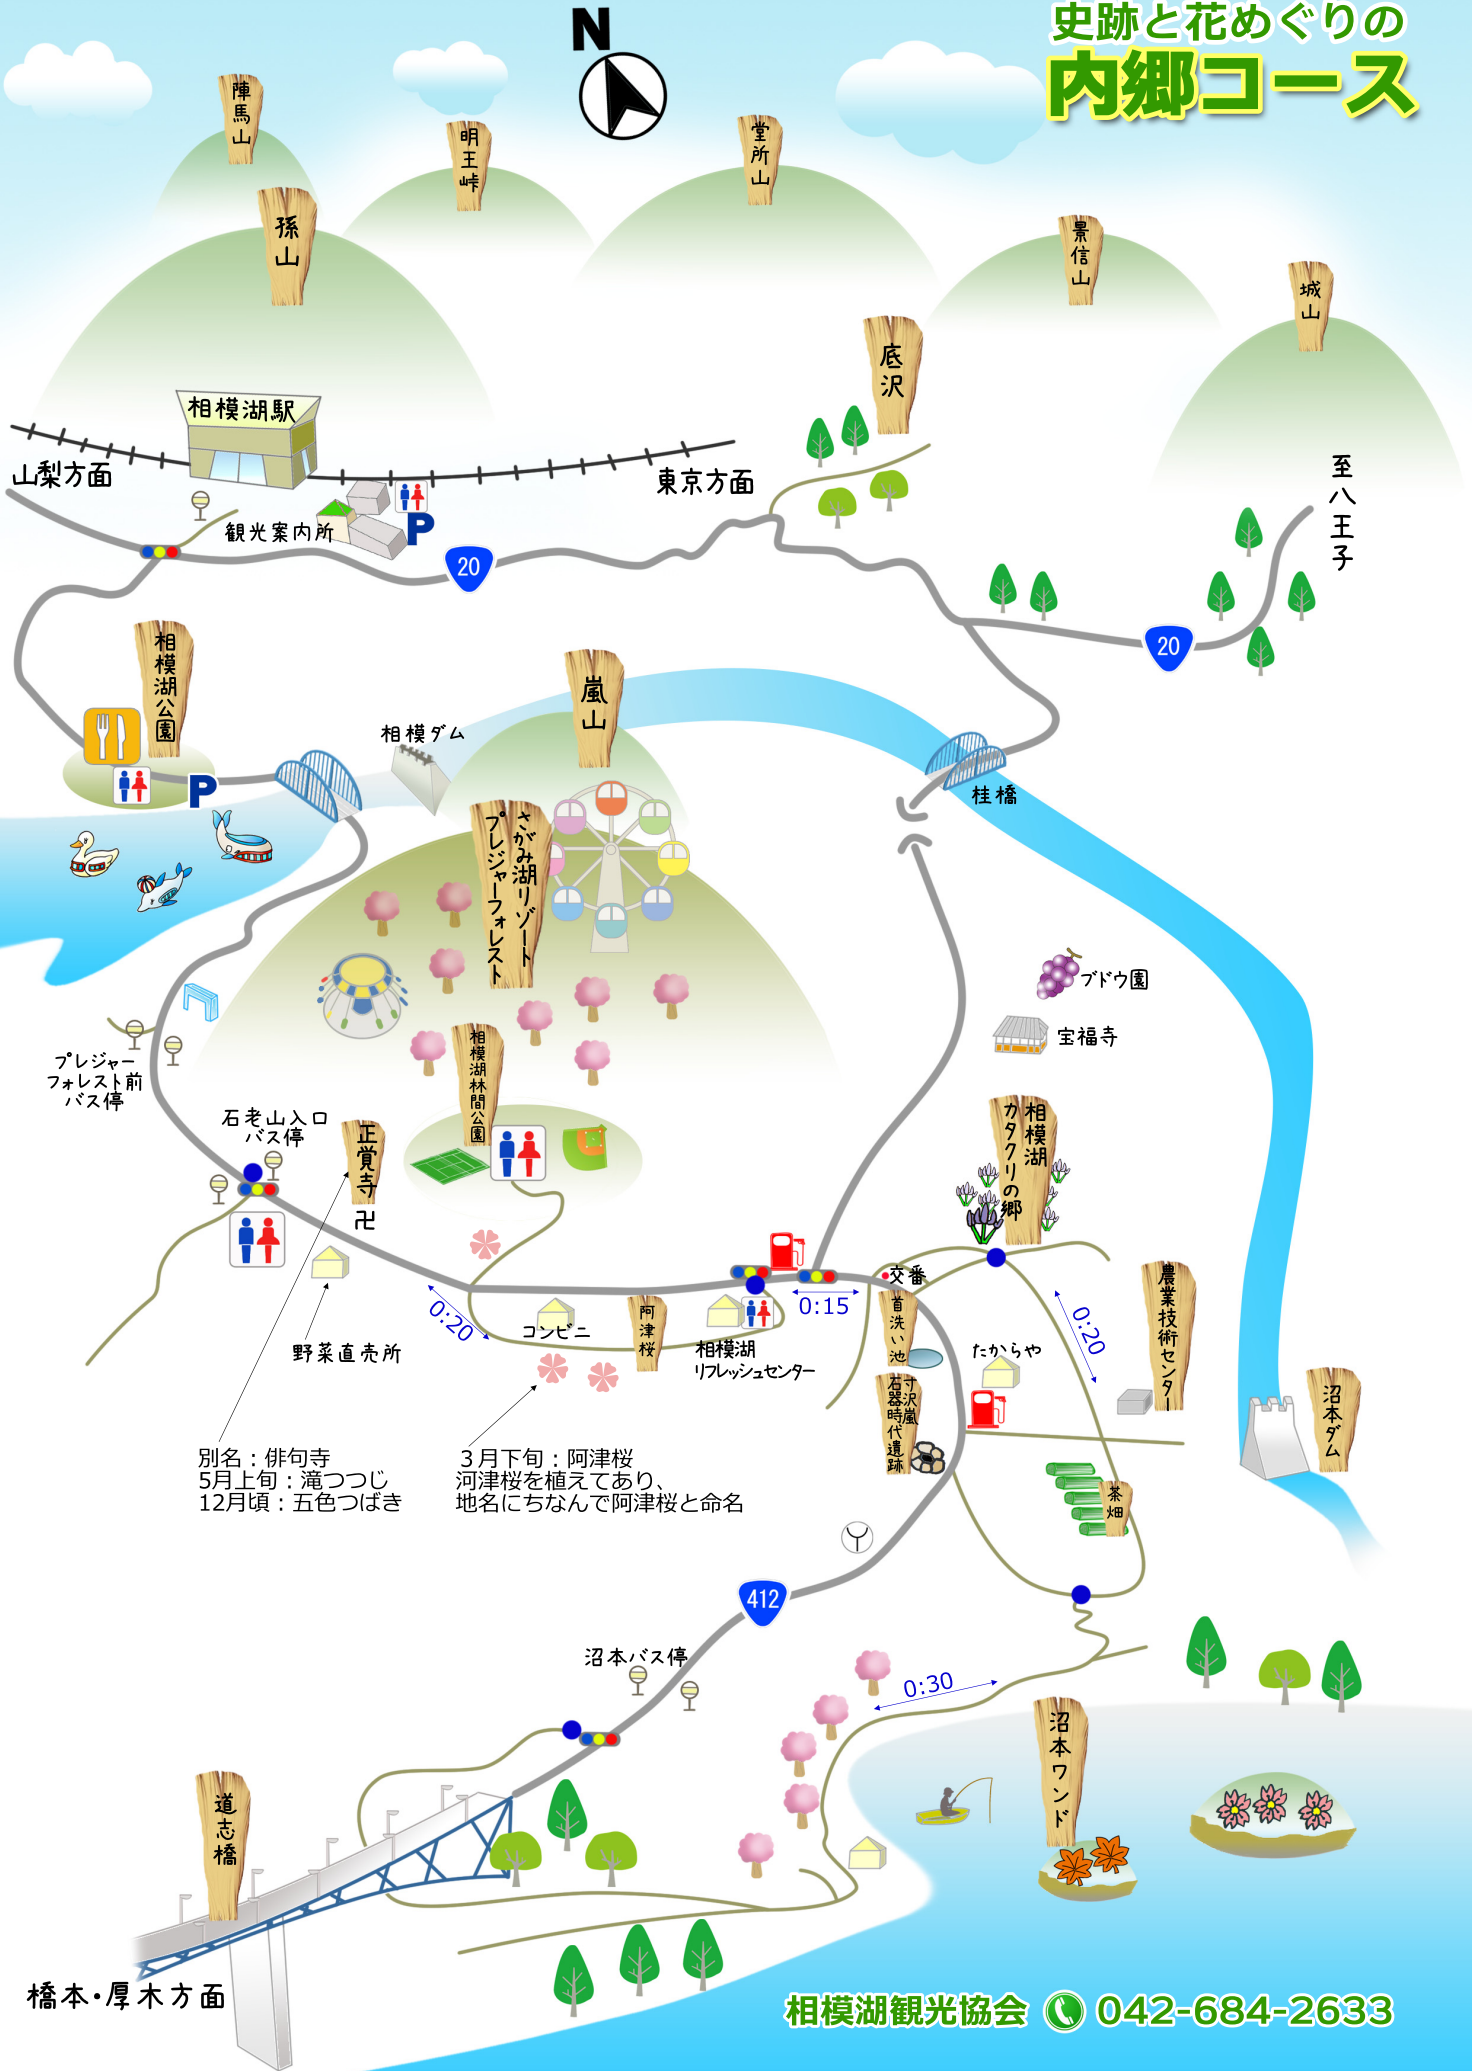 史跡と花めぐりの
内郷コース
N
陣馬山
明王峠
堂所山
孫山
景信山
城山
底沢
相模湖駅
山梨方面
東京方面
至八王子
観光案内所
P
20
20
相模湖公園
P
相模ダム
嵐山
桂橋
さがみ湖リゾート
プレジャーフォレスト
ブドウ園
宝福寺
プレジャー
フォレスト前
バス停
相模湖林間公園
石老山入口
バス停
正覚寺
卍
相模湖
カタクリの郷
交番
0:20
0:15
0:20
首洗い池
農業技術センター
野菜直売所
コンビニ
阿津桜
相模湖
リフレッシュセンター
たからや
寸沢嵐
石器時代遺跡
沼本ダム
別名：俳句寺
5月上旬：滝つつじ
12月頃：五色つばき
３月下旬：阿津桜
河津桜を植えてあり、
地名にちなんで阿津桜と命名
茶畑
412
沼本バス停
0:30
沼本ワンド
道志橋
橋本・厚木方面
相模湖観光協会 042-684-2633